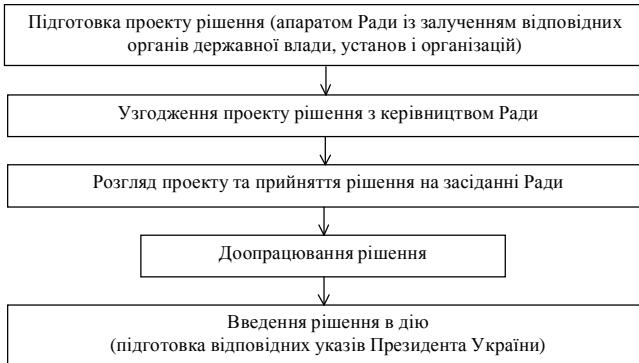 Підготовка проекту рішення (апаратом Ради із залученням відповідних
органів державної влади, установ і організацій)
Узгодження проекту рішення з керівництвом Ради
Розгляд проекту та прийняття рішення на засіданні Ради
Доопрацювання рішення
Введення рішення в дію
(підготовка відповідних указів Президента України)